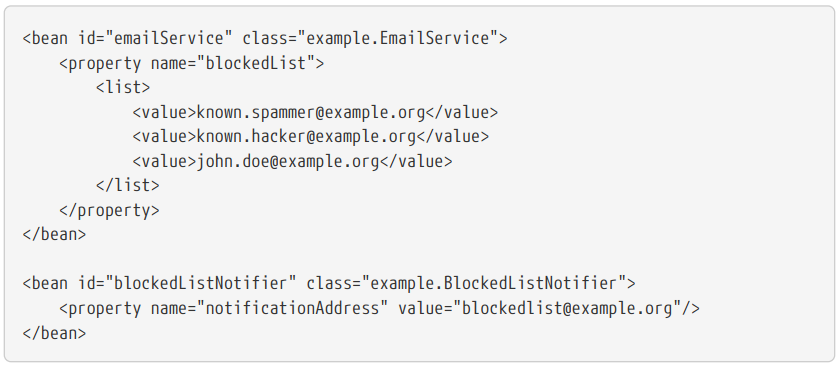 <bean id="emailService" class="example.EmailService">
    <property name="blockedList">
        <list>
            <value>known.spammer@example.org</value>
            <value>known.hacker@example.org</value>
            <value>john.doe@example.org</value>
        </list>
    </property>
</bean>

<bean id="blockedListNotifier" class="example.BlockedListNotifier">
    <property name="notificationAddress" value="blockedlist@example.org"/>
</bean>